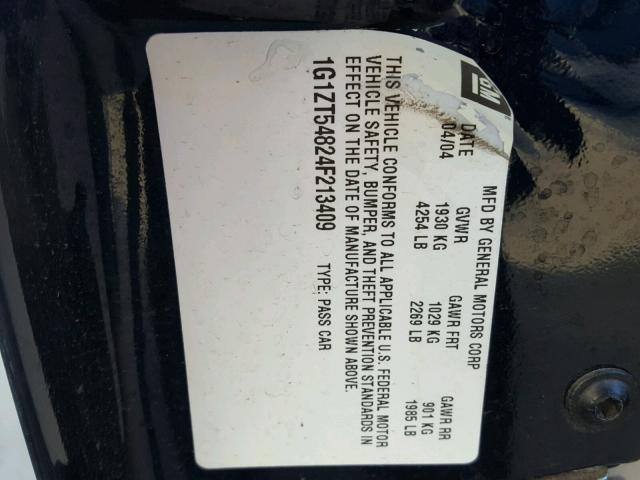 GM
MFD BY GENERAL MOTORS CORP
DATE GVWR GAWR FRT GAWR RR
04/04 1930 KG 1029 KG 901 KG
4254 LB 2269 LB 1985 LB
THIS VEHICLE CONFORMS TO ALL APPLICABLE U.S. FEDERAL MOTOR
VEHICLE SAFETY, BUMPER, AND THEFT PREVENTION STANDARDS IN
EFFECT ON THE DATE OF MANUFACTURE SHOWN ABOVE.
1G1ZT54824F213409 TYPE: PASS CAR